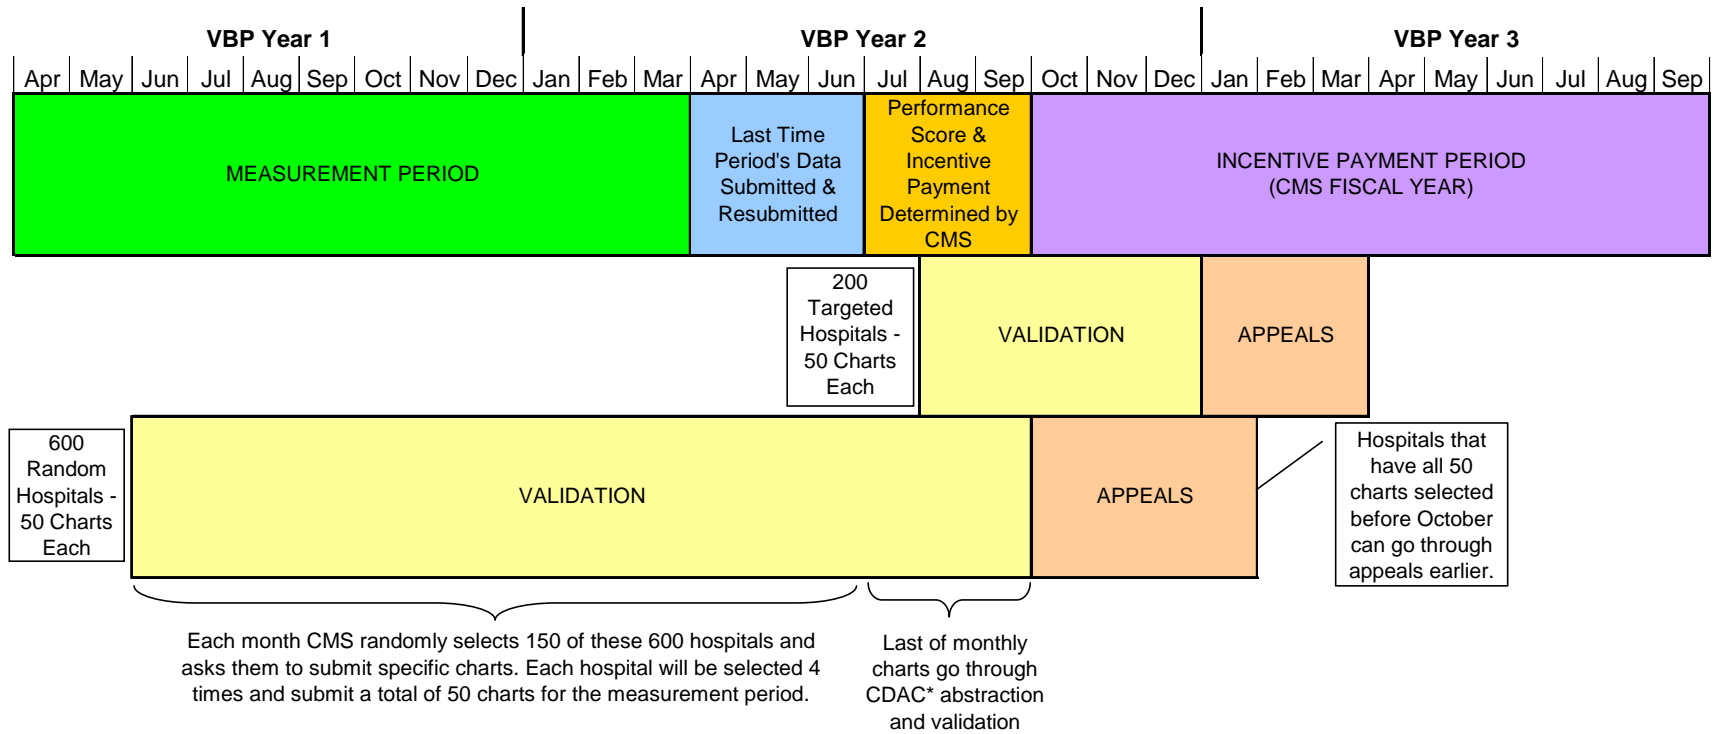 VBP Year 1 VBP Year 2 VBP Year 3
Apr May Jun Jul Aug Sep Oct Nov Dec Jan Feb Mar Apr May Jun Jul Aug Sep Oct Nov Dec Jan Feb Mar Apr May Jun Jul Aug Sep
MEASUREMENT PERIOD
Last Time
Period's Data
Submitted &
Resubmitted
Performance
Score &
Incentive
Payment
Determined by
CMS
INCENTIVE PAYMENT PERIOD
(CMS FISCAL YEAR)
200
Targeted
Hospitals -
50 Charts
Each
VALIDATION
APPEALS
600
Random
Hospitals -
50 Charts
Each
VALIDATION
APPEALS
Hospitals that
have all 50
charts selected
before October
can go through
appeals earlier.
Each month CMS randomly selects 150 of these 600 hospitals and
asks them to submit specific charts. Each hospital will be selected 4
times and submit a total of 50 charts for the measurement period.
Last of monthly
charts go through
CDAC* abstraction
and validation